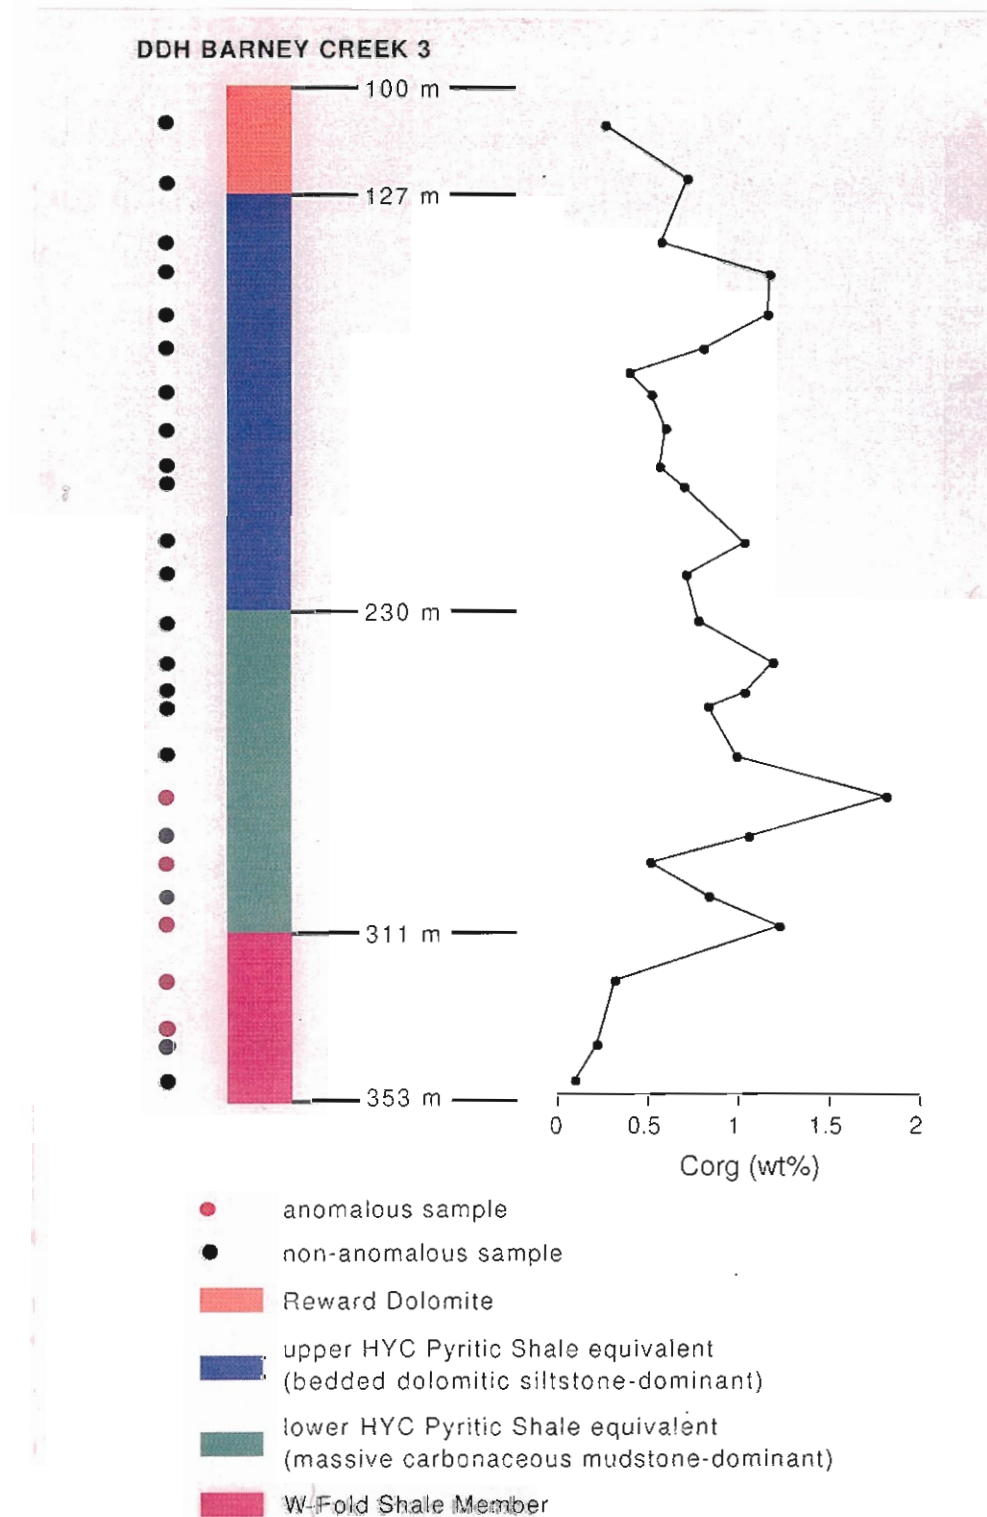 DDH BARNEY CREEK 3
100 m
127 m
230 m
311 m
353 m
0 0.5 1 1.5 2
Corg (wt%)
anomalous sample
non-anomalous sample
Reward Dolomite
upper HYC Pyritic Shale equivalent
(bedded dolomitic siltstone-dominant)
lower HYC Pyritic Shale equivalent
(massive carbonaceous mudstone-dominant)
W-Fold Shale Member